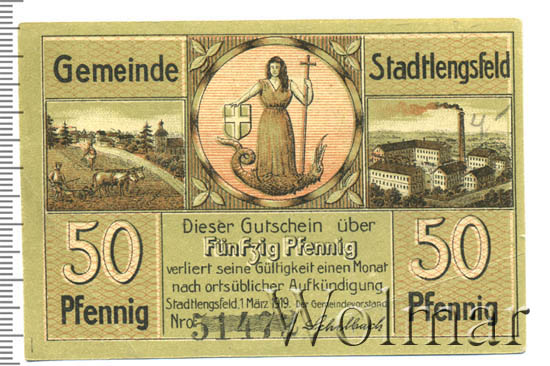 Gemeinde
Stadtlengsfeld
50
Pfennig
Dieser Gutschein über
Fünfzig Pfennig
verliert seine Gültigkeit einen Monat
nach ortsüblicher Aufkündigung
Stadtlengsfeld, 1 März 1919. Der Gemeindevorstand
Nro.
50
Pfennig
Wolmar